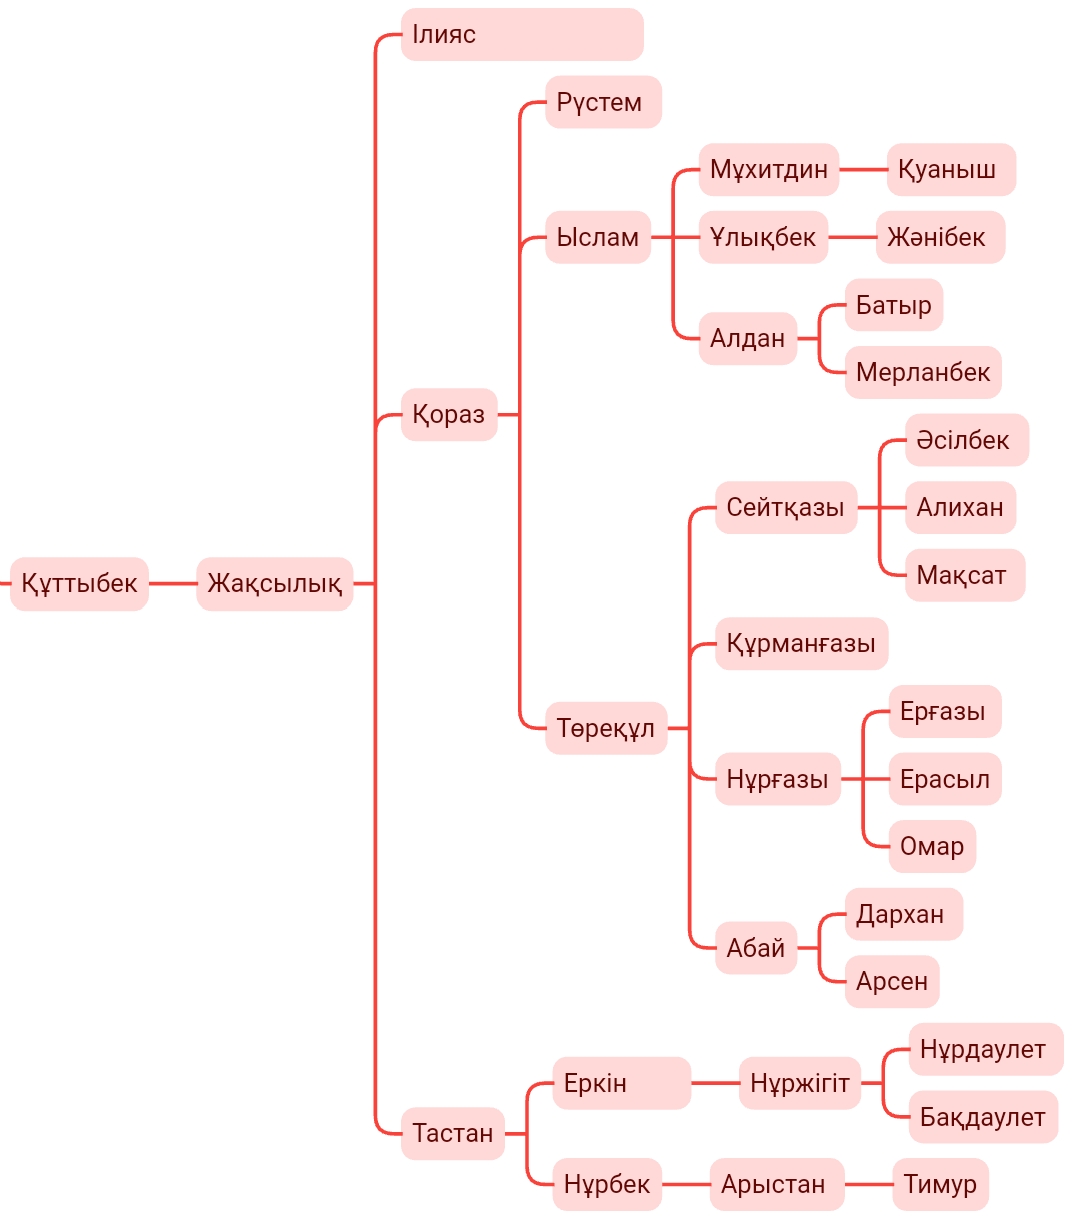 Ілияс
Рүстем
Мұхитдин
Қуаныш
Ыслам
Ұлықбек
Жәнібек
Батыр
Алдан
Мерланбек
Қораз
Әсілбек
Сейтқазы
Алихан
Мақсат
Құттыбек
Жақсылық
Құрманғазы
Ерғазы
Төреқұл
Нұрғазы
Ерасыл
Омар
Дархан
Абай
Арсен
Нұрдаулет
Еркін
Нұржігіт
Бақдаулет
Тастан
Нұрбек
Арыстан
Тимур